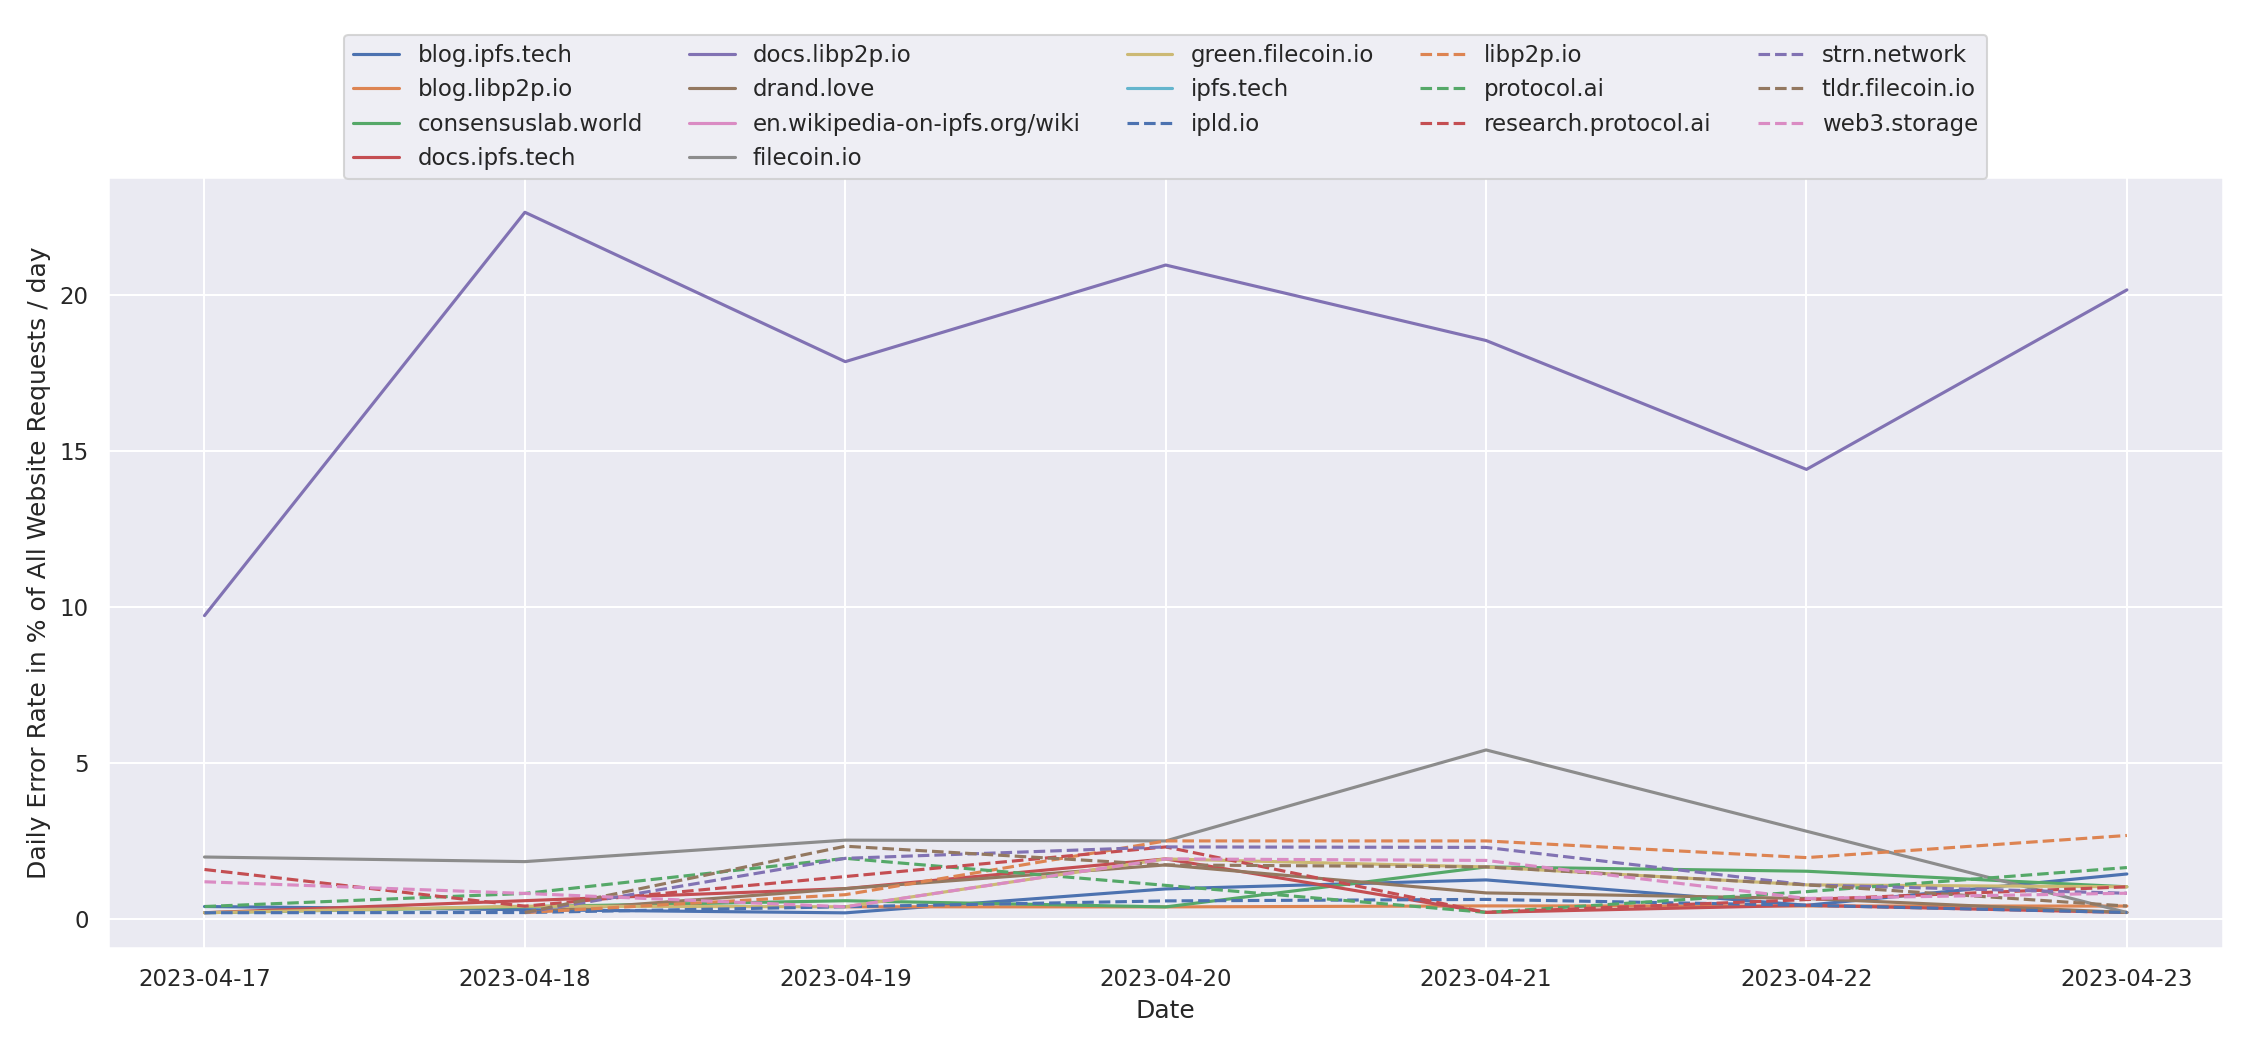 blog.ipfs.tech
blog.libp2p.io
consensuslab.world
docs.ipfs.tech
docs.libp2p.io
drand.love
en.wikipedia-on-ipfs.org/wiki
filecoin.io
green.filecoin.io
ipfs.tech
ipld.io
libp2p.io
protocol.ai
research.protocol.ai
strn.network
tldr.filecoin.io
web3.storage
Daily Error Rate in % of All Website Requests / day
20
15
10
5
0
2023-04-17
2023-04-18
2023-04-19
2023-04-20
2023-04-21
2023-04-22
2023-04-23
Date